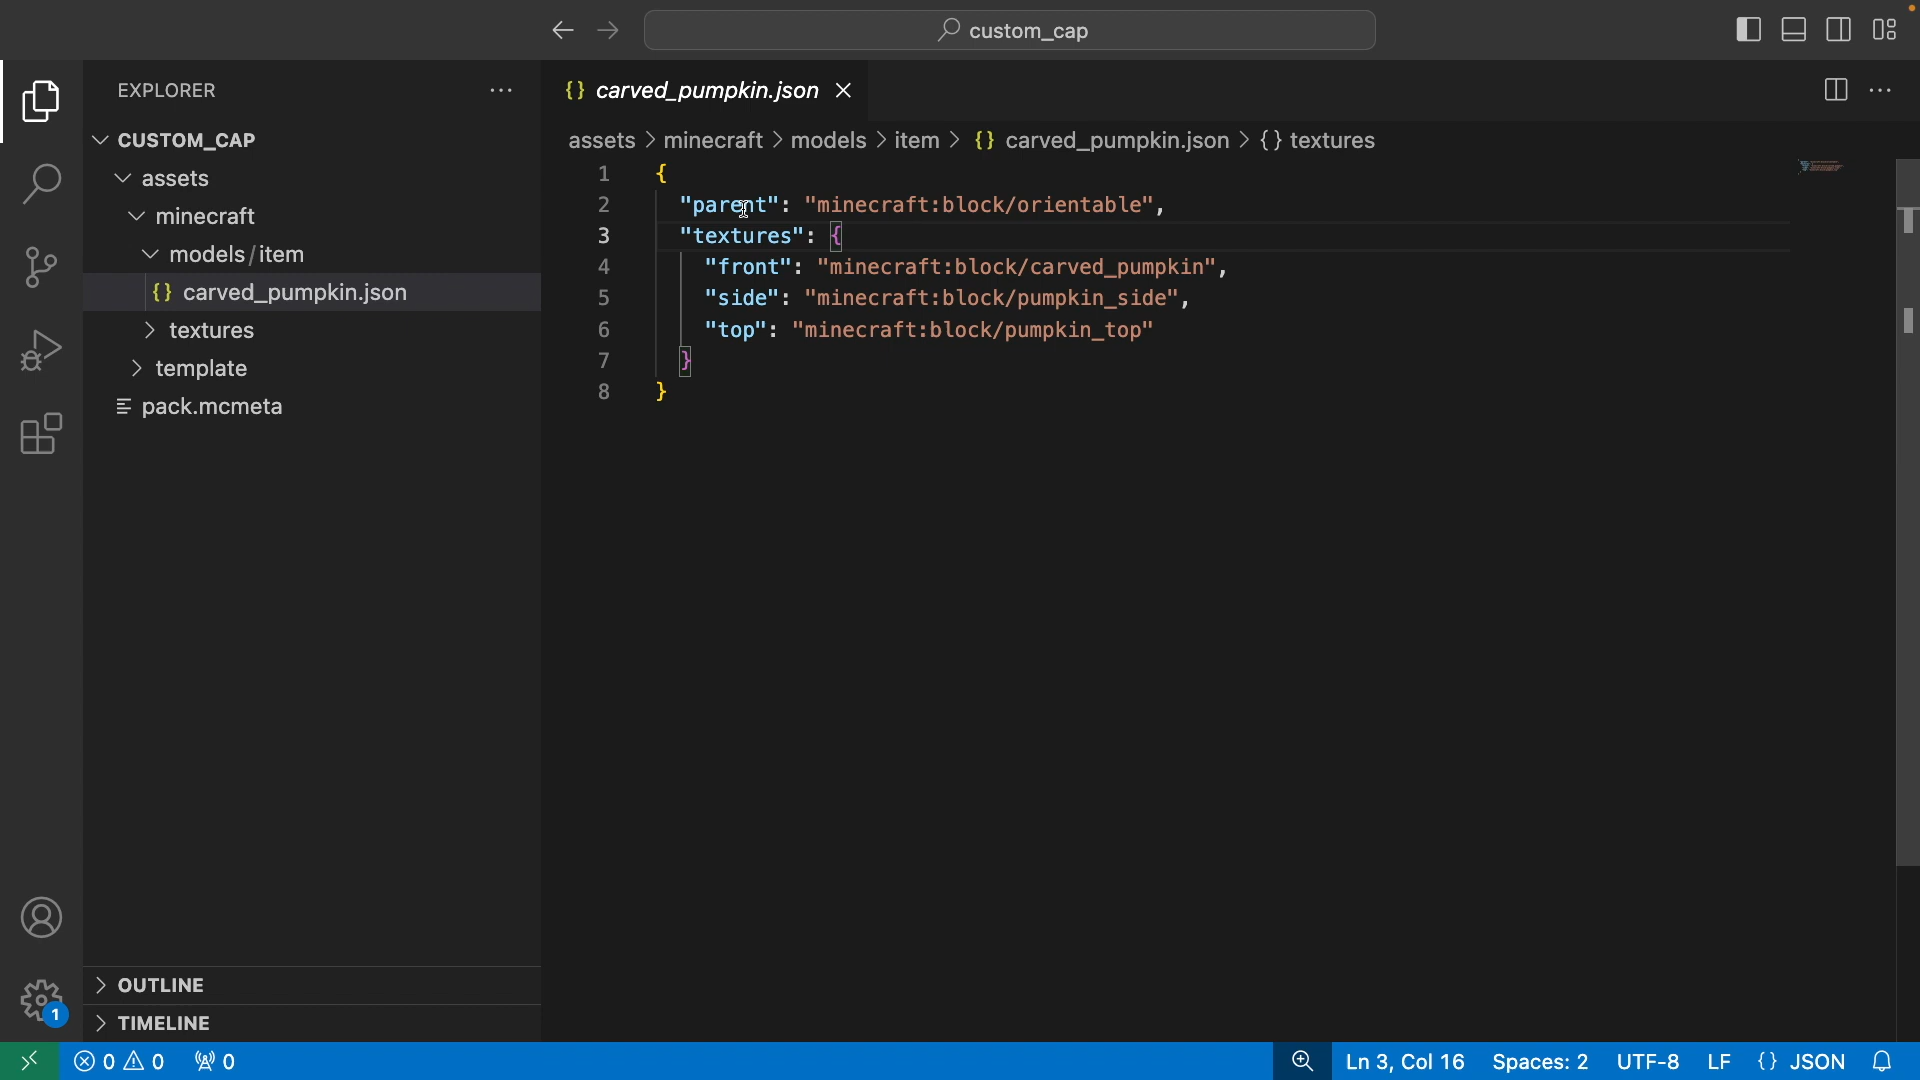 custom_cap
EXPLORER
CUSTOM_CAP
assets
minecraft
models / item
{} carved_pumpkin.json
textures
template
pack.mcmeta
OUTLINE
TIMELINE
{} carved_pumpkin.json
assets > minecraft > models > item > {} carved_pumpkin.json > {} textures
1 {
2 "parent": "minecraft:block/orientable",
3 "textures": {
4 "front": "minecraft:block/carved_pumpkin",
5 "side": "minecraft:block/pumpkin_side",
6 "top": "minecraft:block/pumpkin_top"
7 }
8 }
1
0 0 0 Ln 3, Col 16 Spaces: 2 UTF-8 LF {} JSON